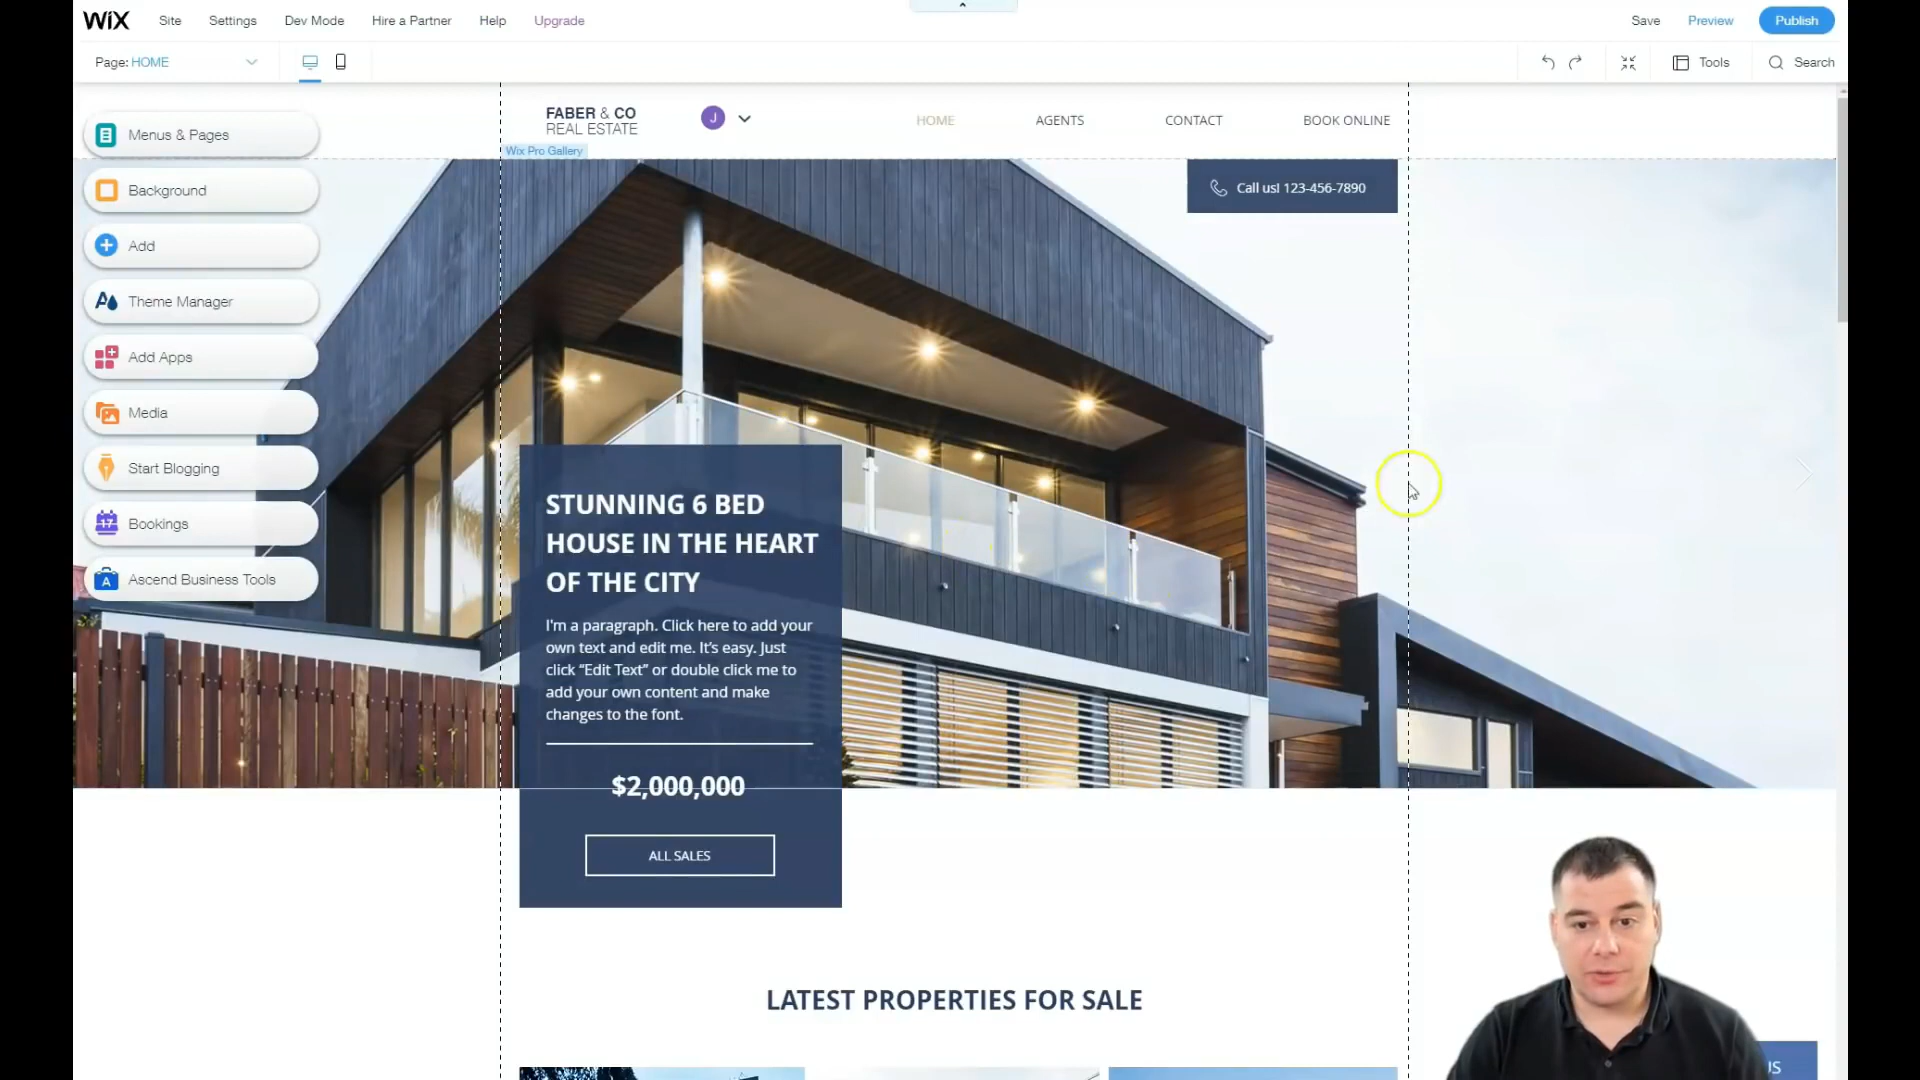 WiX Site Settings Dev Mode Hire a Partner Help Upgrade Save Preview Publish
Page: HOME Tools Search
FABER & CO
REAL ESTATE
J
HOME AGENTS CONTACT BOOK ONLINE
Wix Pro Gallery
Call us! 123-456-7890
Menus & Pages
Background
Add
Theme Manager
Add Apps
Media
Start Blogging
17
Bookings
A
Ascend Business Tools
STUNNING 6 BED
HOUSE IN THE HEART
OF THE CITY
I'm a paragraph. Click here to add your
own text and edit me. It's easy. Just
click “Edit Text” or double click me to
add your own content and make
changes to the font.
$2,000,000
ALL SALES
LATEST PROPERTIES FOR SALE
US